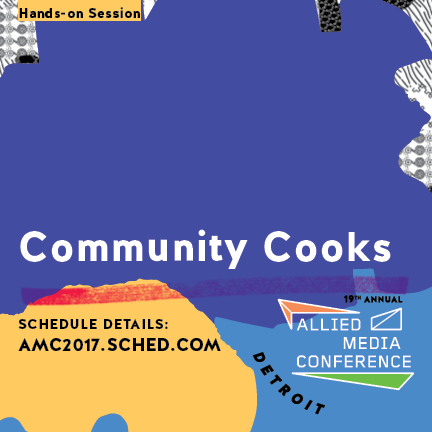 Hands-on Session
Community Cooks
SCHEDULE DETAILS:
AMC2017.SCHED.COM
19TH ANNUAL
ALLIED
MEDIA
CONFERENCE
DETROIT